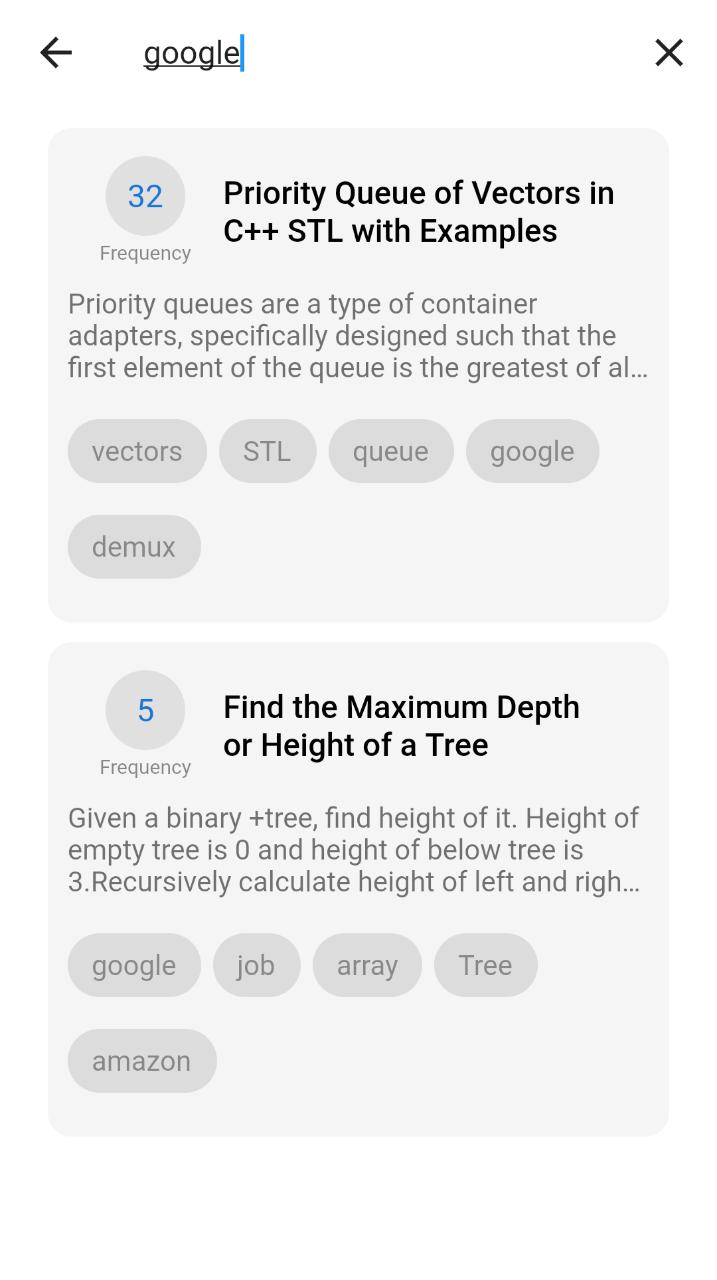 google
32
Frequency
Priority Queue of Vectors in
C++ STL with Examples
Priority queues are a type of container
adapters, specifically designed such that the
first element of the queue is the greatest of al...
vectors STL queue google
demux
5
Frequency
Find the Maximum Depth
or Height of a Tree
Given a binary +tree, find height of it. Height of
empty tree is 0 and height of below tree is
3.Recursively calculate height of left and righ...
google job array Tree
amazon